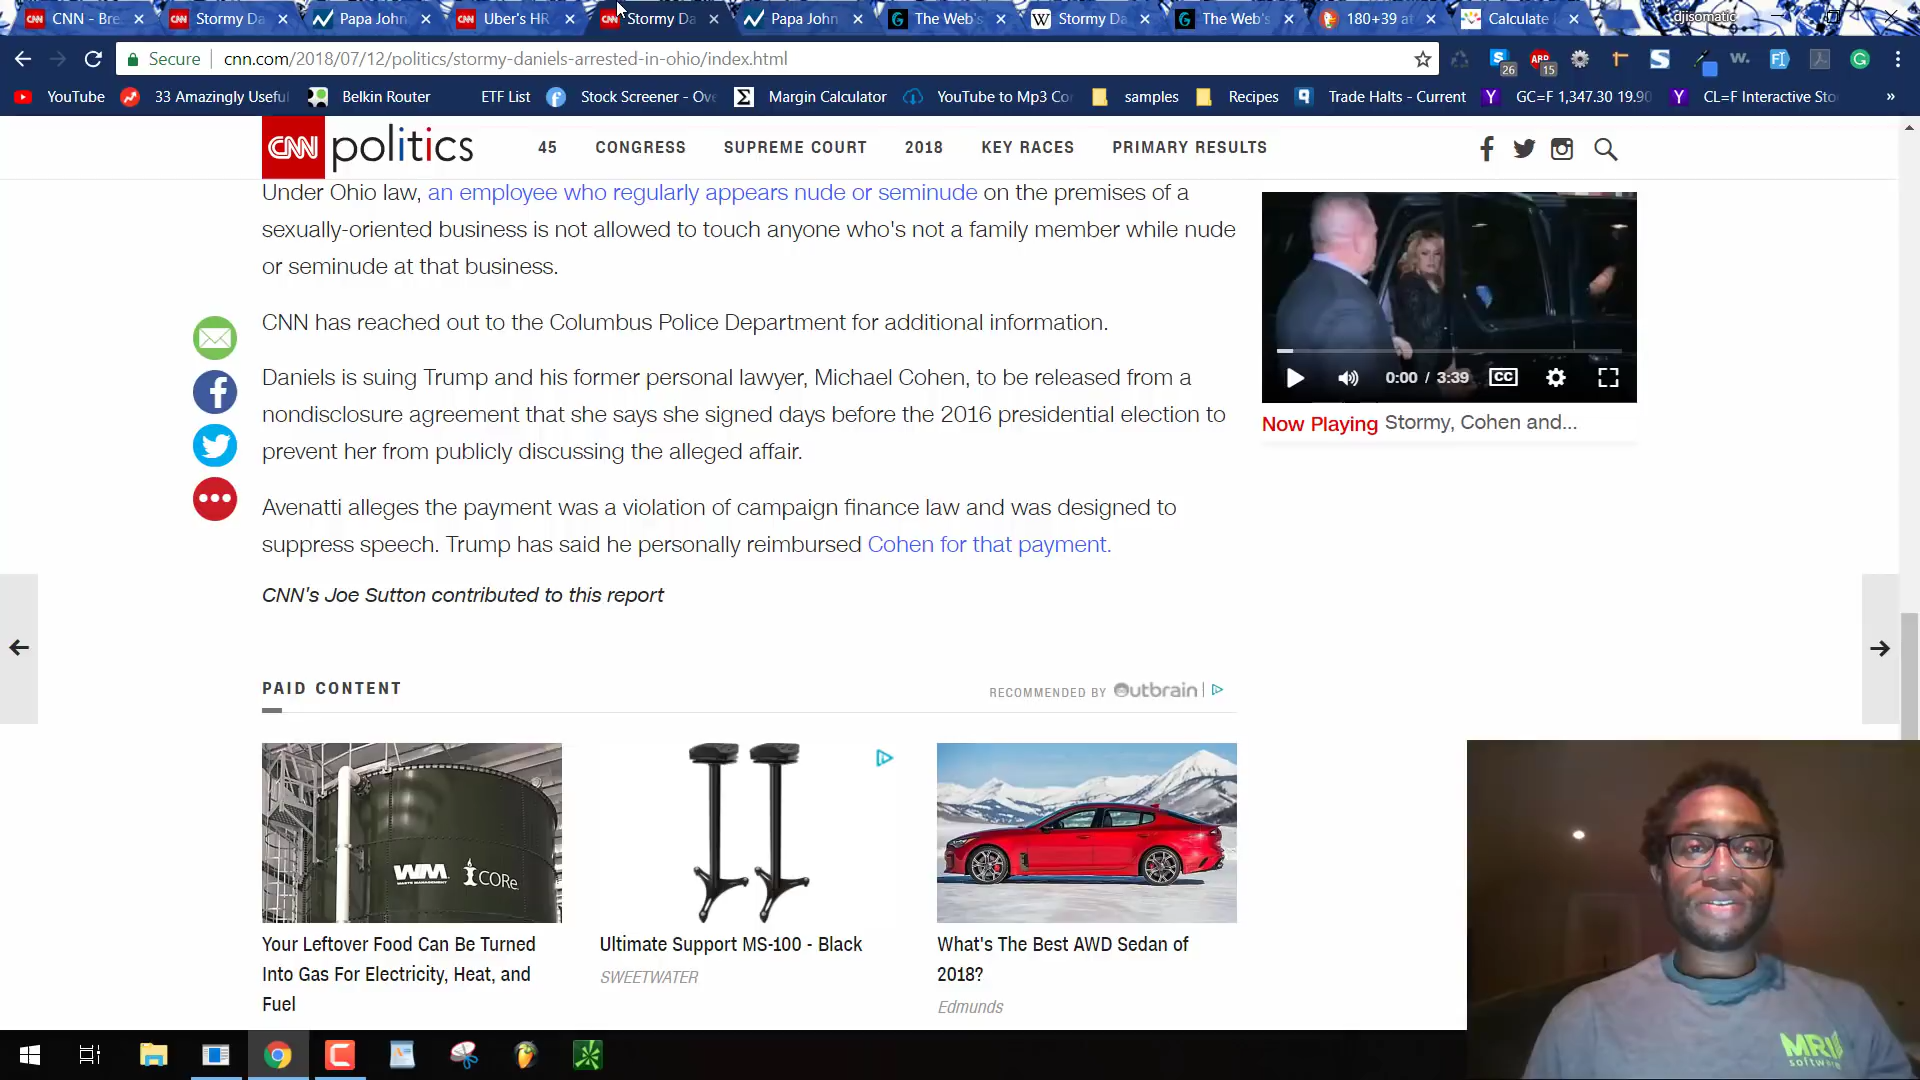 CNN - Bre
Stormy Da
Papa John
Uber's HR
Stormy Da
Papa John
The Web's
Stormy Da
The Web's
180+39 at
Calculate
djisomatic
Secure
cnn.com/2018/07/12/politics/stormy-daniels-arrested-in-ohio/index.html
26
ABP
15
YouTube
33 Amazingly Useful
Belkin Router
ETF List
Stock Screener - Ove
Margin Calculator
YouTube to Mp3 Co
samples
Recipes
Trade Halts - Current
GC=F 1,347.30 19.90
CL=F Interactive Sto
»
CNN politics
45
CONGRESS
SUPREME COURT
2018
KEY RACES
PRIMARY RESULTS
Under Ohio law, an employee who regularly appears nude or seminude on the premises of a
sexually-oriented business is not allowed to touch anyone who's not a family member while nude
or seminude at that business.
CNN has reached out to the Columbus Police Department for additional information.
Daniels is suing Trump and his former personal lawyer, Michael Cohen, to be released from a
nondisclosure agreement that she says she signed days before the 2016 presidential election to
prevent her from publicly discussing the alleged affair.
Avenatti alleges the payment was a violation of campaign finance law and was designed to
suppress speech. Trump has said he personally reimbursed Cohen for that payment.
CNN's Joe Sutton contributed to this report
0:00 / 3:39
CC
Now Playing Stormy, Cohen and...
PAID CONTENT
RECOMMENDED BY Outbrain
WM
WASTE MANAGEMENT
CORe
Your Leftover Food Can Be Turned
Into Gas For Electricity, Heat, and
Fuel
Ultimate Support MS-100 - Black
SWEETWATER
What's The Best AWD Sedan of
2018?
Edmunds
MRI
software